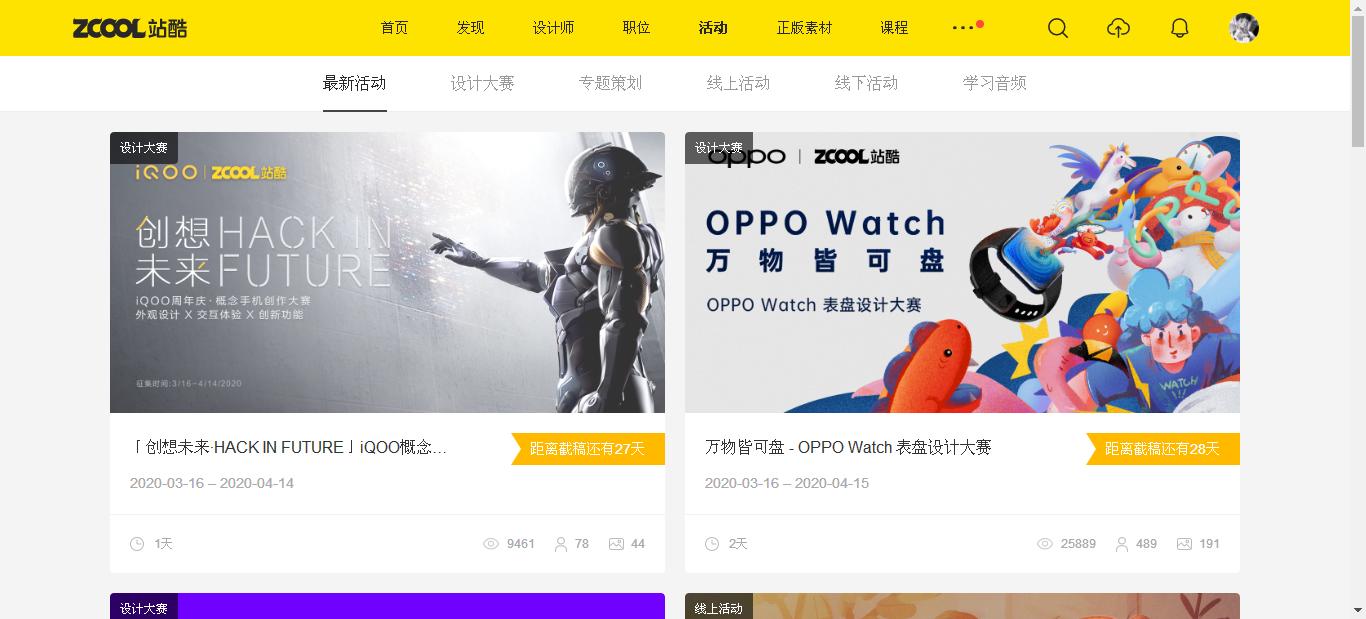 ZCOOL站酷 首页 发现 设计师 职位 活动 正版素材 课程
最新活动 设计大赛 专题策划 线上活动 线下活动 学习音频
设计大赛
iQOO | ZCOOL站酷
创想HACK IN
未来FUTURE
iQOO周年庆·概念手机创作大赛
外观设计 X 交互体验 X 创新功能
征集时间:3/16-4/14/2020
「创想未来·HACK IN FUTURE」iQOO概念...
距离截稿还有27天
2020-03-16 – 2020-04-14
1天 9461 78 44
设计大赛
oppo | ZCOOL站酷
OPPO Watch
万物皆可盘
OPPO Watch 表盘设计大赛
WATCH
万物皆可盘 - OPPO Watch 表盘设计大赛
距离截稿还有28天
2020-03-16 – 2020-04-15
2天 25889 489 191
设计大赛
线上活动